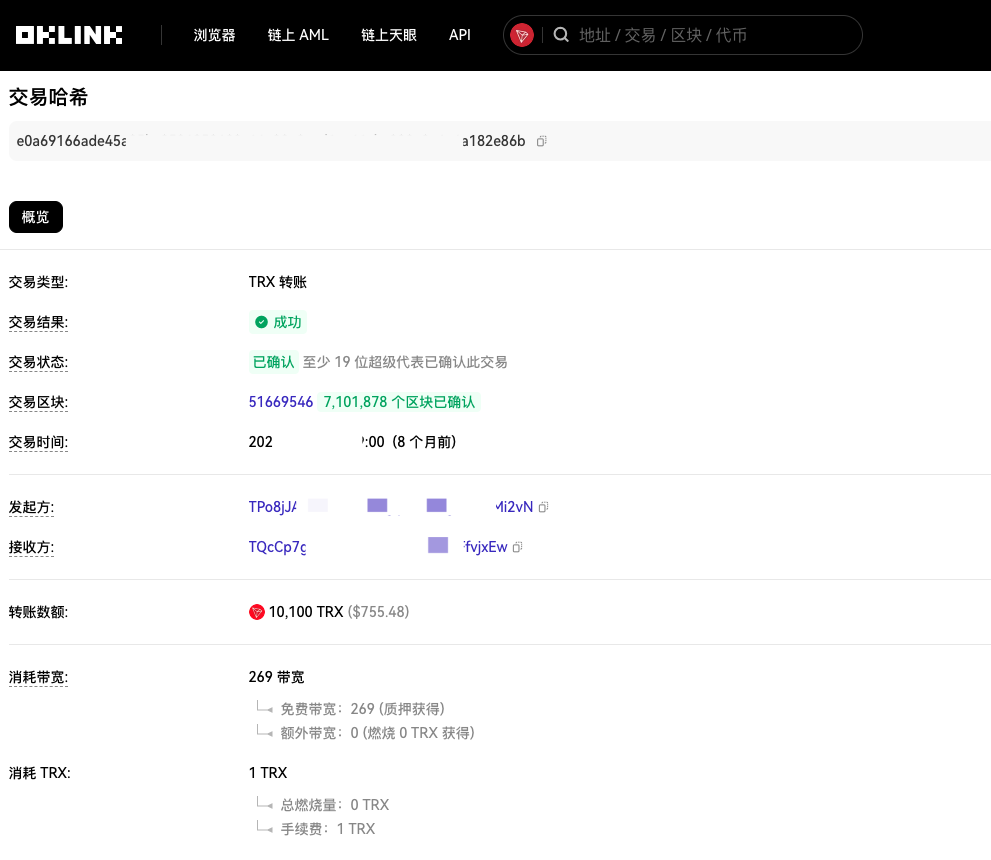 OKLINK 浏览器 链上 AML 链上天眼 API 地址 / 交易 / 区块 / 代币
交易哈希
e0a69166ade45a a182e86b
概览
交易类型: TRX 转账
交易结果: 成功
交易状态: 已确认 至少 19 位超级代表已确认此交易
交易区块: 51669546 7,101,878 个区块已确认
交易时间: 202 :00 (8 个月前)
发起方: TPo8jJA Mi2vN
接收方: TQcCp7g fvjxEw
转账数额: 10,100 TRX ($755.48)
消耗带宽: 269 带宽
免费带宽: 269 (质押获得)
额外带宽: 0 (燃烧 0 TRX 获得)
消耗 TRX: 1 TRX
总燃烧量: 0 TRX
手续费: 1 TRX